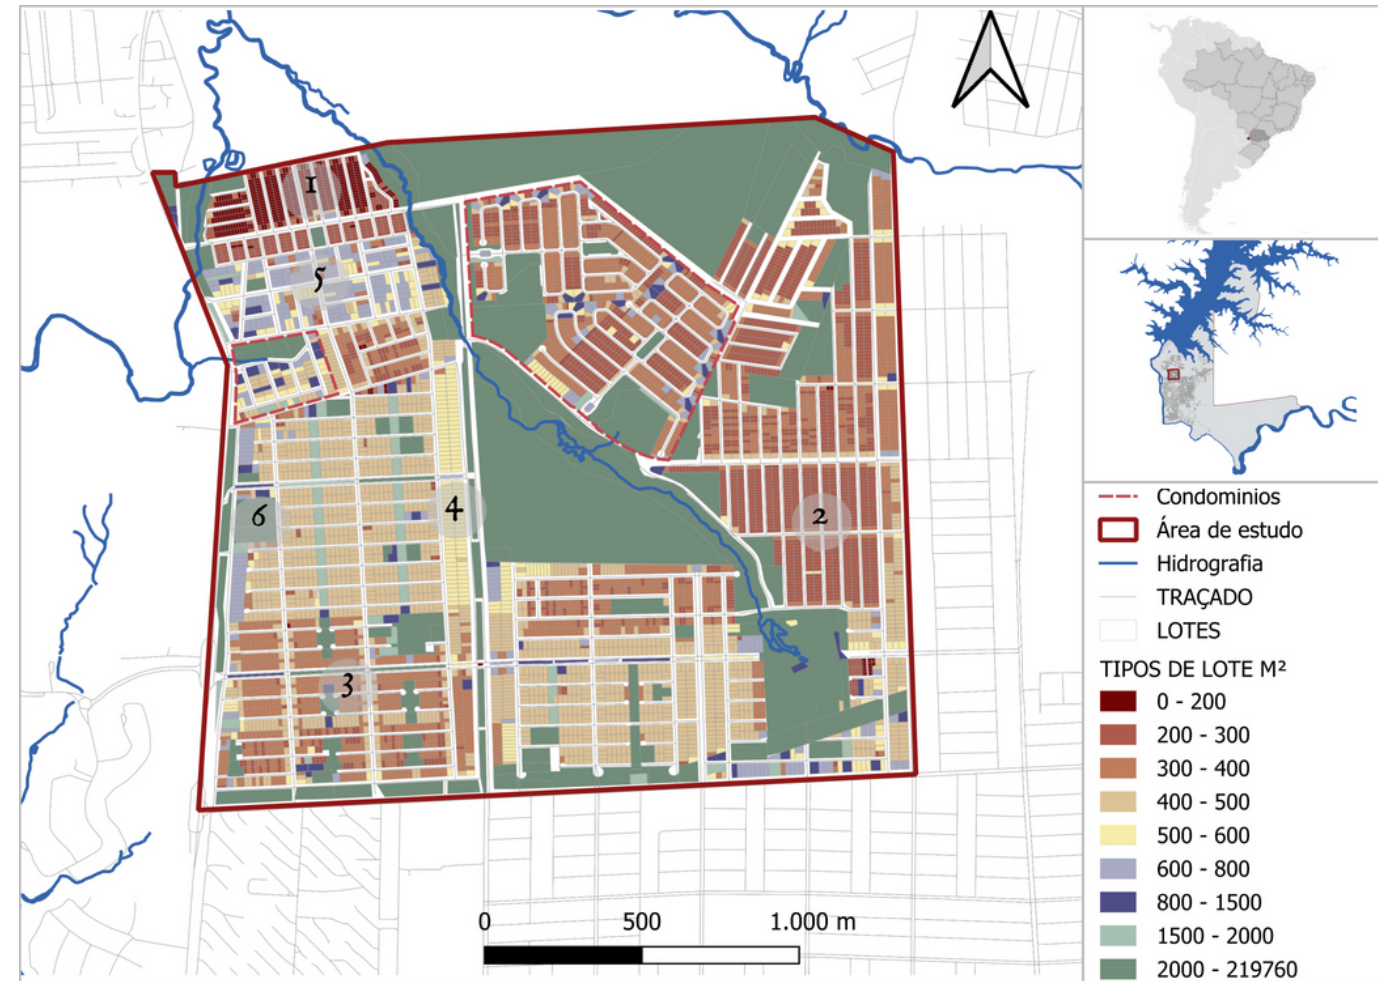 1
5
6
4
2
3
0 500 1.000 m
Condominios
Área de estudo
Hidrografia
TRAÇADO
LOTES
TIPOS DE LOTE M²
0 - 200
200 - 300
300 - 400
400 - 500
500 - 600
600 - 800
800 - 1500
1500 - 2000
2000 - 219760